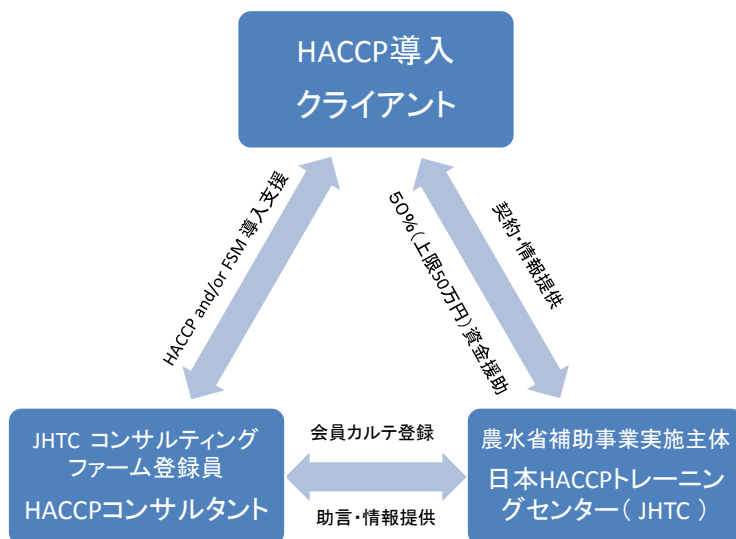 HACCP導入
クライアント
HACCP and/or FSM 導入支援
50%(上限50万円)資金援助
契約・情報提供
JHTC コンサルティング
ファーム登録員
HACCPコンサルタント
会員カルテ登録
助言・情報提供
農水省補助事業実施主体
日本HACCPトレーニン
グセンター( JHTC )